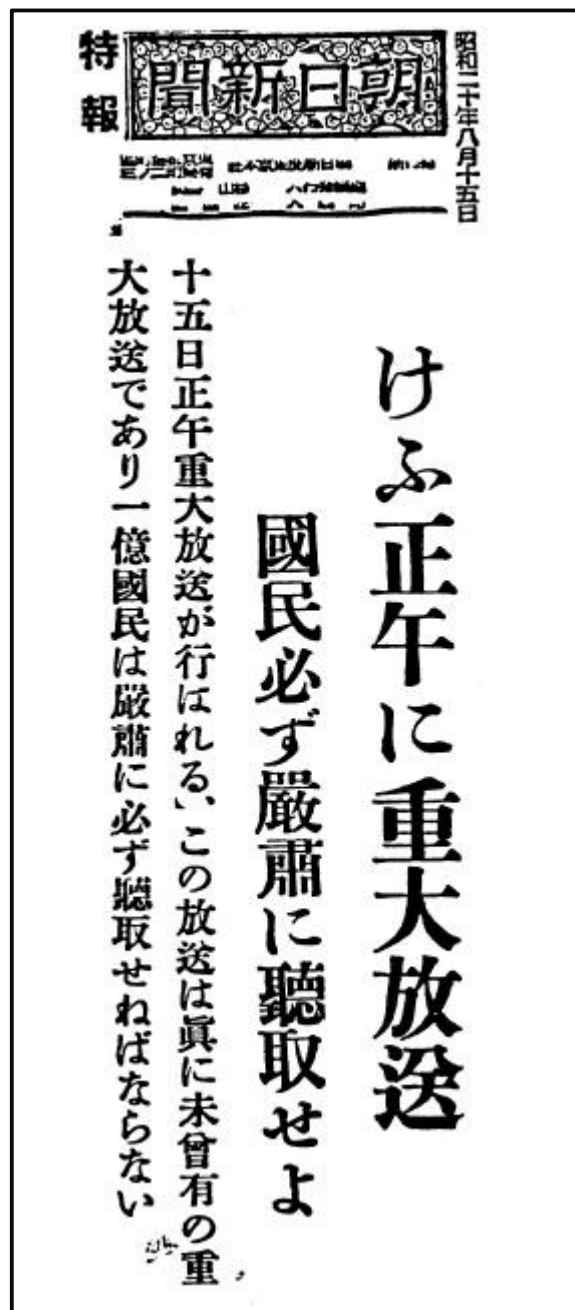 昭和二十年八月十五日
朝日新聞
特報
けふ正午に重大放送
國民必ず厳粛に聽取せよ
十五日正午重大放送が行はれる、この放送は眞に未曾有の重
大放送であり一億國民は厳粛に必ず聽取せねばならない